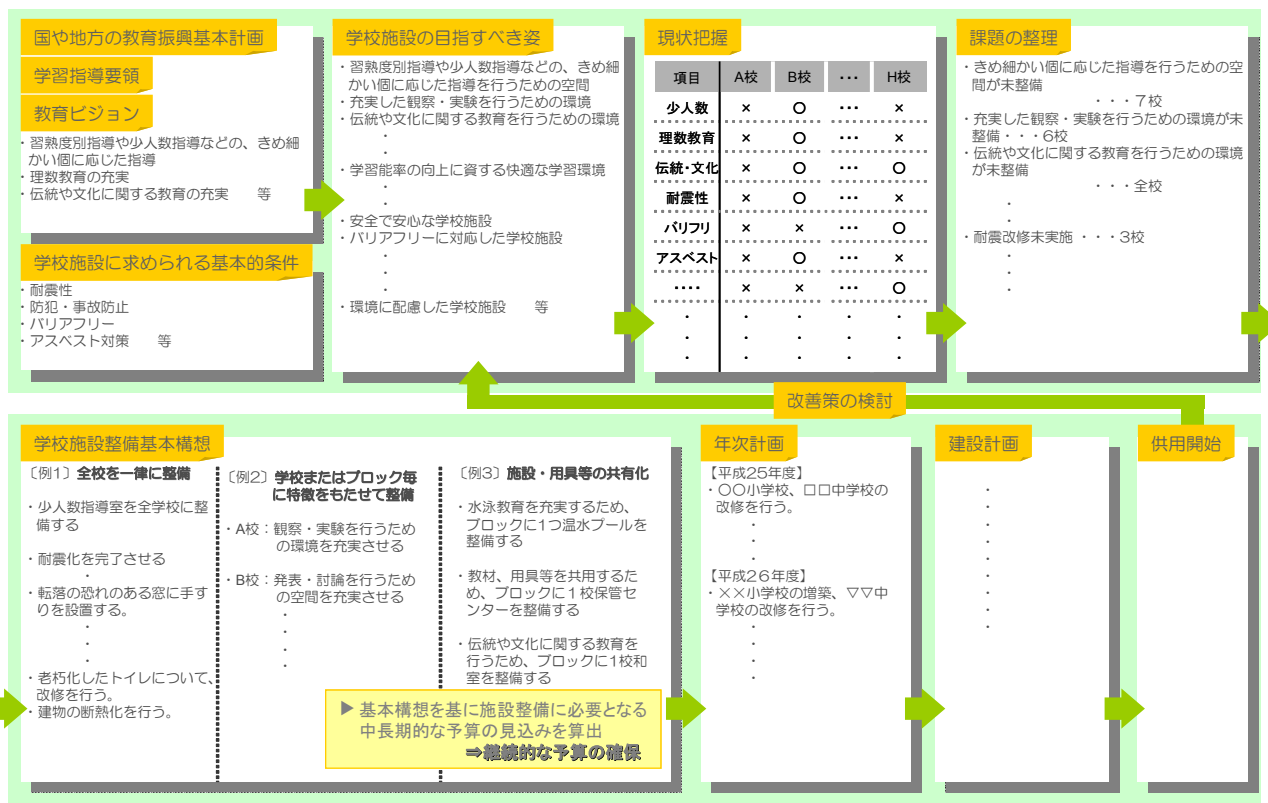 国や地方の教育振興基本計画
学習指導要領
教育ビジョン
・習熟度別指導や少人数指導などの、きめ細
かい個に応じた指導
・理数教育の充実
・伝統や文化に関する教育の充実　等
学校施設に求められる基本的条件
・耐震性
・防犯・事故防止
・バリアフリー
・アスベスト対策　等
学校施設の目指すべき姿
・習熟度別指導や少人数指導などの、きめ細
かい個に応じた指導を行うための空間
・充実した観察・実験を行うための環境
・伝統や文化に関する教育を行うための環境
・
・
・学習能率の向上に資する快適な学習環境
・
・
・安全で安心な学校施設
・バリアフリーに対応した学校施設
・
・
・
・環境に配慮した学校施設　等
現状把握
項目 A校 B校 ･･･ H校
少人数 × ○ ･･･ ×
理数教育 × ○ ･･･ ×
伝統・文化 × ○ ･･･ ○
耐震性 × ○ ･･･ ×
バリフリ × × ･･･ ○
アスベスト × ○ ･･･ ×
････ × × ･･･ ○
・ ・ ・ ・ ・
・ ・ ・ ・ ・
・ ・ ・ ・ ・
課題の整理
・きめ細かい個に応じた指導を行うための空
間が未整備
・・・７校
・充実した観察・実験を行うための環境が未
整備・・・6校
・伝統や文化に関する教育を行うための環境
が未整備
・・・全校
・
・
・耐震改修未実施 ・・・3校
・
・
・
改善策の検討
学校施設整備基本構想
〔例1〕全校を一律に整備
・少人数指導室を全学校に整
備する
・耐震化を完了させる
・
・転落の恐れのある窓に手す
りを設置する。
・
・
・
・老朽化したトイレについて、
改修を行う。
・建物の断熱化を行う。
〔例2〕学校またはブロック毎
に特徴をもたせて整備
・A校：観察・実験を行うため
の環境を充実させる
・B校：発表・討論を行うため
の空間を充実させる
・
・
・
・
〔例3〕施設・用具等の共有化
・水泳教育を充実するため、
ブロックに1つ温水プールを
整備する
・教材、用具等を共用するた
め、ブロックに１校保管セ
ンターを整備する
・伝統や文化に関する教育を
行うため、ブロックに1校和
室を整備する
▶ 基本構想を基に施設整備に必要となる
中長期的な予算の見込みを算出
⇒継続的な予算の確保
年次計画
【平成25年度】
・〇〇小学校、□□中学校の
改修を行う。
・
・
・
【平成2６年度】
・××小学校の増築、▽▽中
学校の改修を行う。
・
・
・
・
建設計画
・
・
・
・
・
・
・
・
・
供用開始